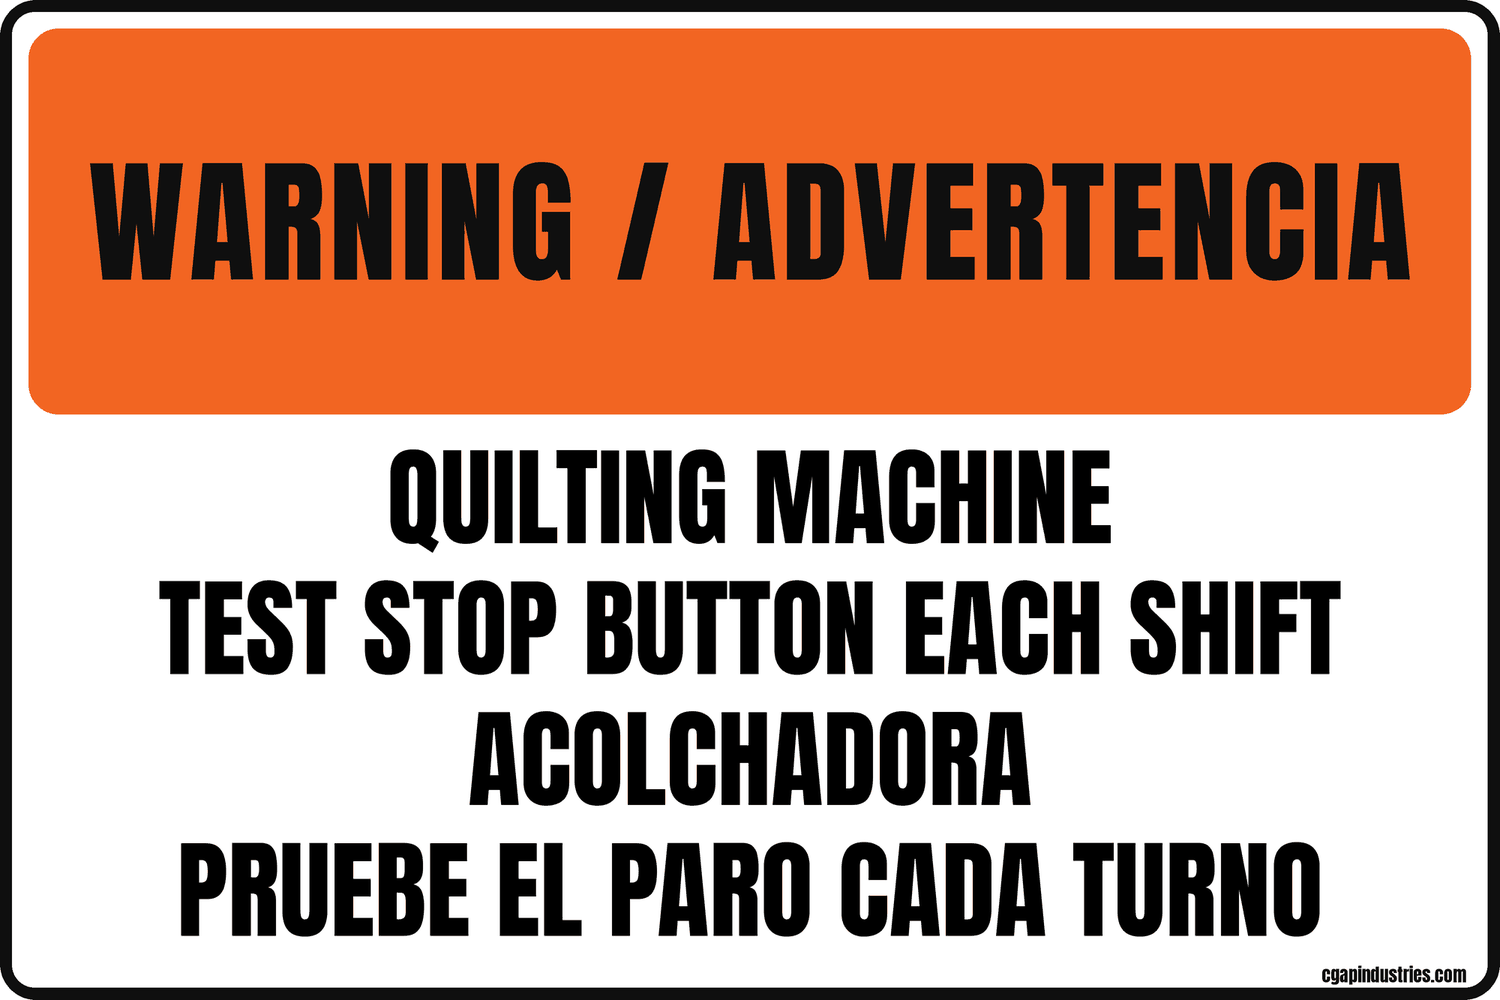 WARNING / ADVERTENCIA
QUILTING MACHINE
TEST STOP BUTTON EACH SHIFT
ACOLCHADORA
PRUEBE EL PARO CADA TURNO
cgapindustries.com